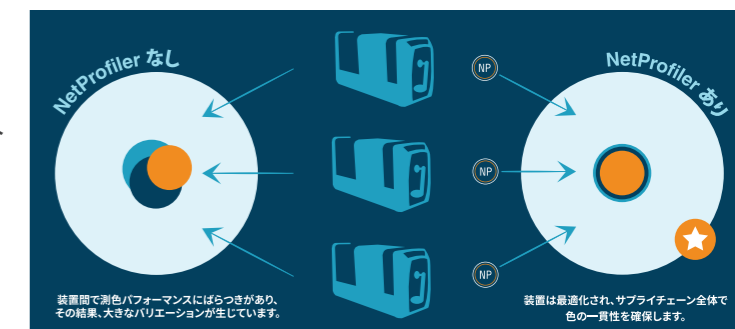 NetProfiler なし
NetProfiler あり
NP
NP
NP
装置間で測色パフォーマンスにばらつきがあり、
その結果、大きなバリエーションが生じています。
装置は最適化され、サプライチェーン全体で
色の一貫性を確保します。